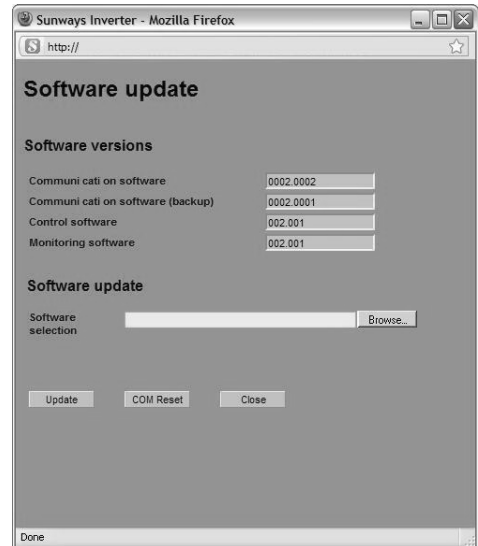 Sunways Inverter - Mozilla Firefox
http://
Software update
Software versions
Communi cati on software 0002.0002
Communi cati on software (backup) 0002.0001
Control software 002.001
Monitoring software 002.001
Software update
Software
selection
Browse...
Update COM Reset Close
Done